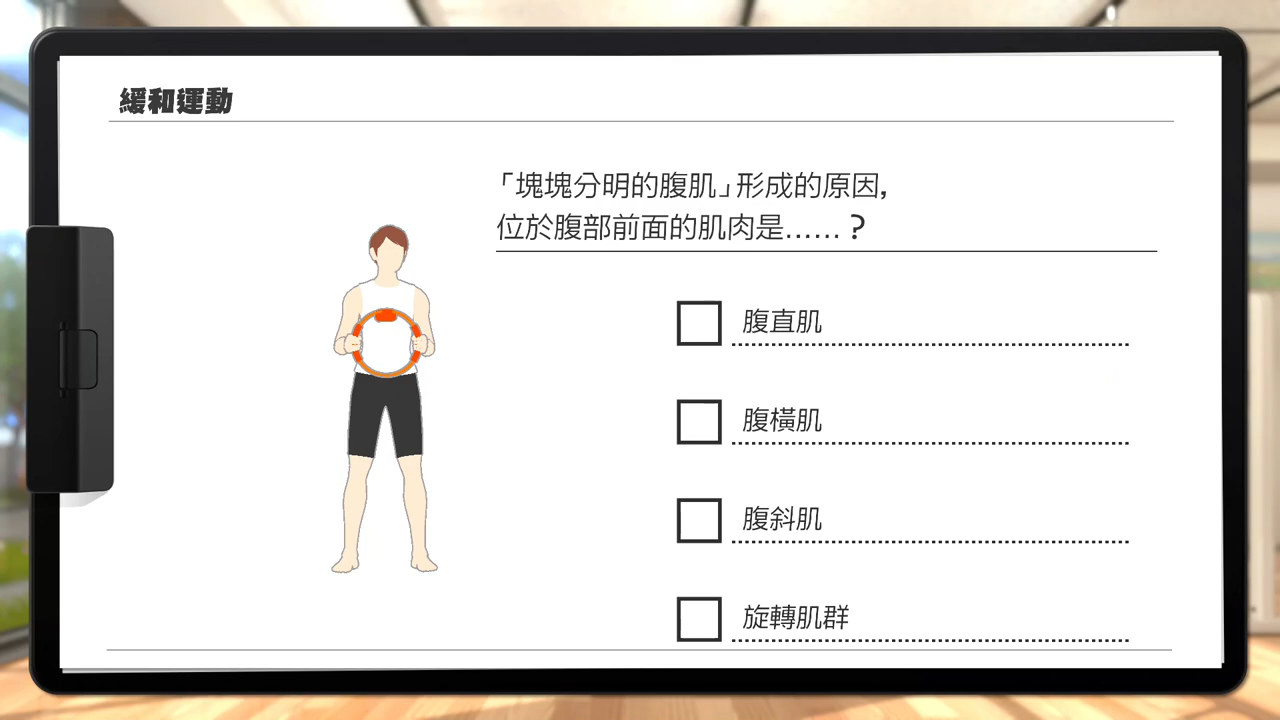 緩和運動
「塊塊分明的腹肌」形成的原因，
位於腹部前面的肌肉是……？
腹直肌
腹橫肌
腹斜肌
旋轉肌群